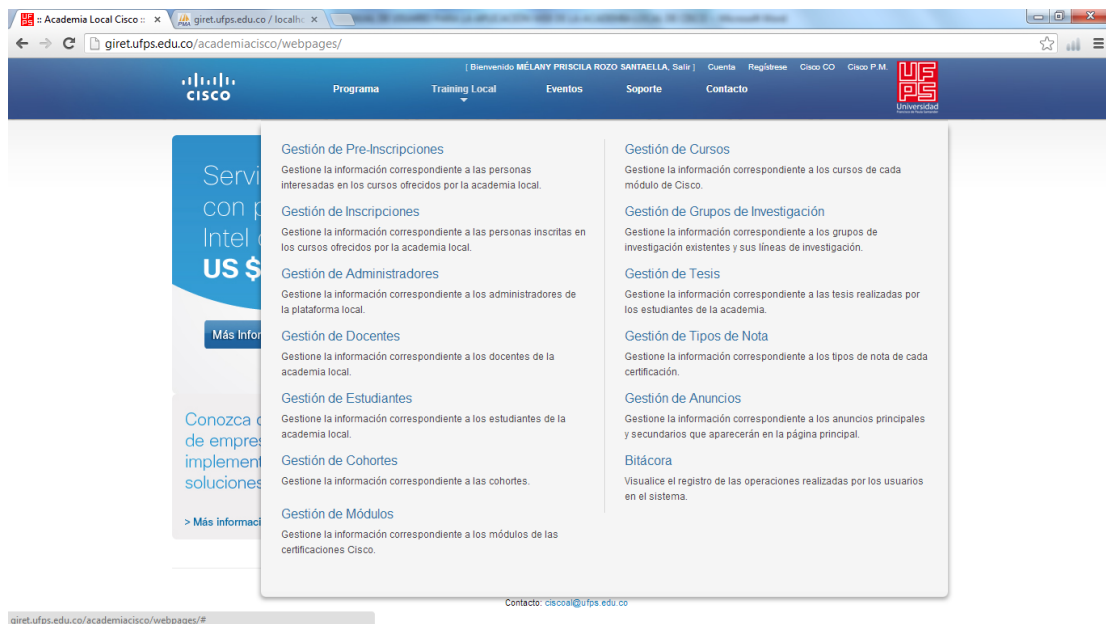 :: Academia Local Cisco ::
giret.ufps.edu.co / localho
giret.ufps.edu.co/academiacisco/webpages/
[ Bienvenido MÉLANY PRISCILA ROZO SANTAELLA, Salir ] Cuenta Regístrese Cisco CO Cisco P.M.
CISCO
Programa Training Local Eventos Soporte Contacto
UFPS
Universidad
Servi
con p
Intel
US $
Más Infor
Conozca
de empres
implement
soluciones
> Más informaci
Gestión de Pre-Inscripciones
Gestione la información correspondiente a las personas
interesadas en los cursos ofrecidos por la academia local.
Gestión de Inscripciones
Gestione la información correspondiente a las personas inscritas en
los cursos ofrecidos por la academia local.
Gestión de Administradores
Gestione la información correspondiente a los administradores de
la plataforma local.
Gestión de Docentes
Gestione la información correspondiente a los docentes de la
academia local.
Gestión de Estudiantes
Gestione la información correspondiente a los estudiantes de la
academia local.
Gestión de Cohortes
Gestione la información correspondiente a las cohortes.
Gestión de Módulos
Gestione la información correspondiente a los módulos de las
certificaciones Cisco.
Gestión de Cursos
Gestione la información correspondiente a los cursos de cada
módulo de Cisco.
Gestión de Grupos de Investigación
Gestione la información correspondiente a los grupos de
investigación existentes y sus líneas de investigación.
Gestión de Tesis
Gestione la información correspondiente a las tesis realizadas por
los estudiantes de la academia.
Gestión de Tipos de Nota
Gestione la información correspondiente a los tipos de nota de cada
certificación.
Gestión de Anuncios
Gestione la información correspondiente a los anuncios principales
y secundarios que aparecerán en la página principal.
Bitácora
Visualice el registro de las operaciones realizadas por los usuarios
en el sistema.
Contacto: ciscoal@ufps.edu.co
giret.ufps.edu.co/academiacisco/webpages/#